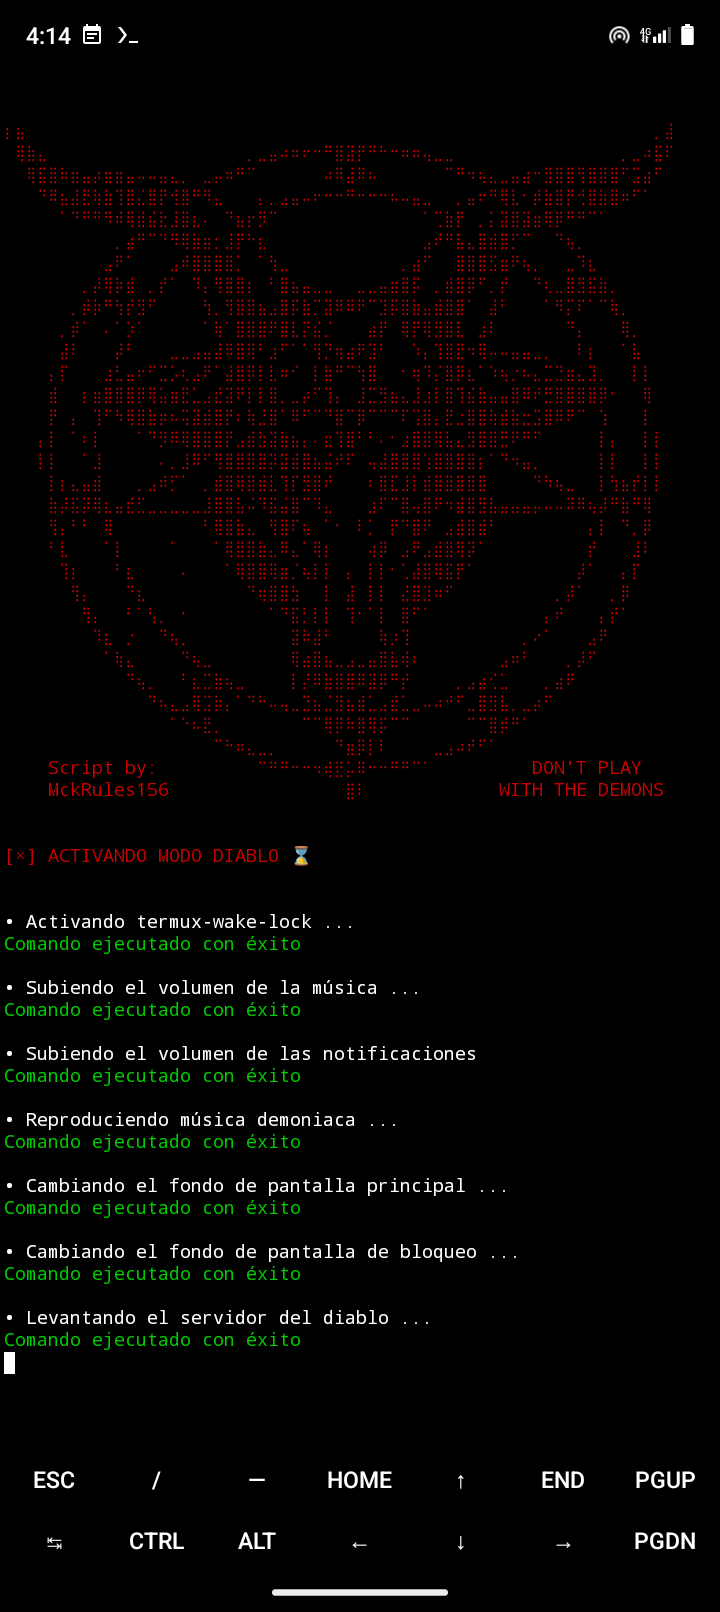 4:14
4G
Script by:
MckRules156
DON'T PLAY
WITH THE DEMONS
[×] ACTIVANDO MODO DIABLO ⌛
• Activando termux-wake-lock ...
Comando ejecutado con éxito
• Subiendo el volumen de la música ...
Comando ejecutado con éxito
• Subiendo el volumen de las notificaciones
Comando ejecutado con éxito
• Reproduciendo música demoniaca ...
Comando ejecutado con éxito
• Cambiando el fondo de pantalla principal ...
Comando ejecutado con éxito
• Cambiando el fondo de pantalla de bloqueo ...
Comando ejecutado con éxito
• Levantando el servidor del diablo ...
Comando ejecutado con éxito
ESC / — HOME ↑ END PGUP
↹ CTRL ALT ← ↓ → PGDN